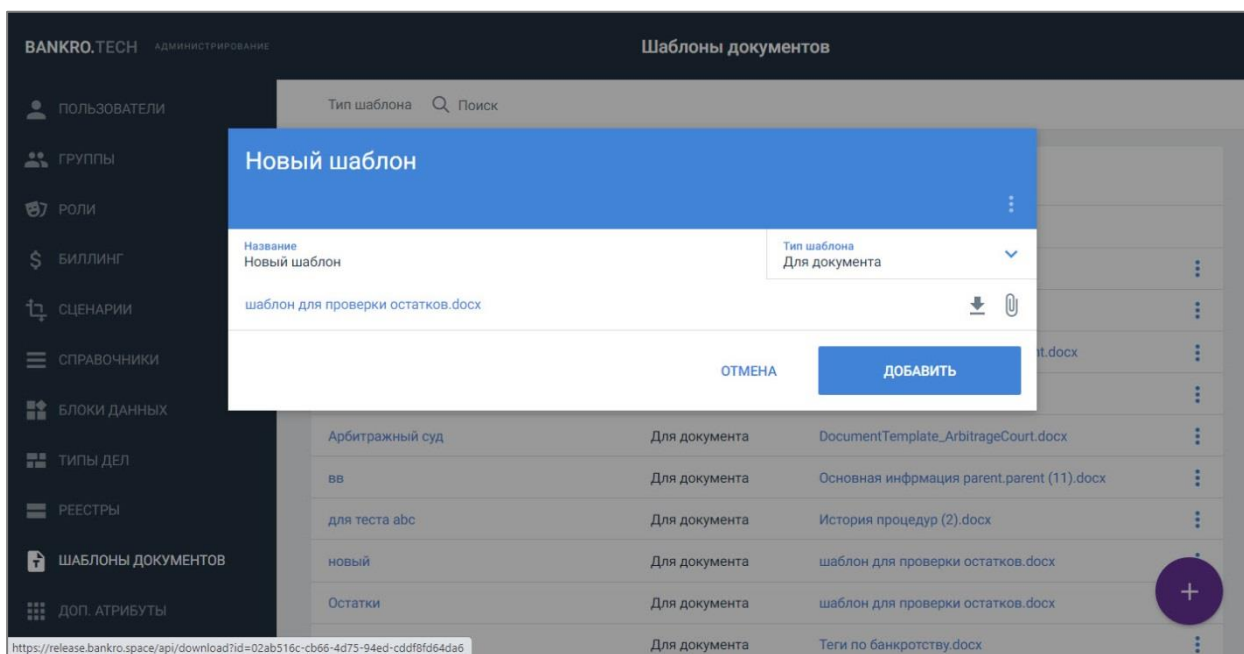 BANKRO.TECH АДМИНИСТРИРОВАНИЕ
Шаблоны документов
ПОЛЬЗОВАТЕЛИ
ГРУППЫ
РОЛИ
БИЛЛИНГ
СЦЕНАРИИ
СПРАВОЧНИКИ
БЛОКИ ДАННЫХ
ТИПЫ ДЕЛ
РЕЕСТРЫ
ШАБЛОНЫ ДОКУМЕНТОВ
ДОП. АТРИБУТЫ
Тип шаблона Поиск
Новый шаблон
Название
Новый шаблон
Тип шаблона
Для документа
шаблон для проверки остатков.docx
ОТМЕНА ДОБАВИТЬ
nt.docx
Арбитражный суд Для документа DocumentTemplate_ArbitrageCourt.docx
вв Для документа Основная инфрмация parent.parent (11).docx
для теста abc Для документа История процедур (2).docx
новый Для документа шаблон для проверки остатков.docx
Остатки Для документа шаблон для проверки остатков.docx
Для документа Теги по банкротству.docx
https://release.bankro.space/api/download?id=02ab516c-cb66-4d75-94ed-cddf8fd64da6